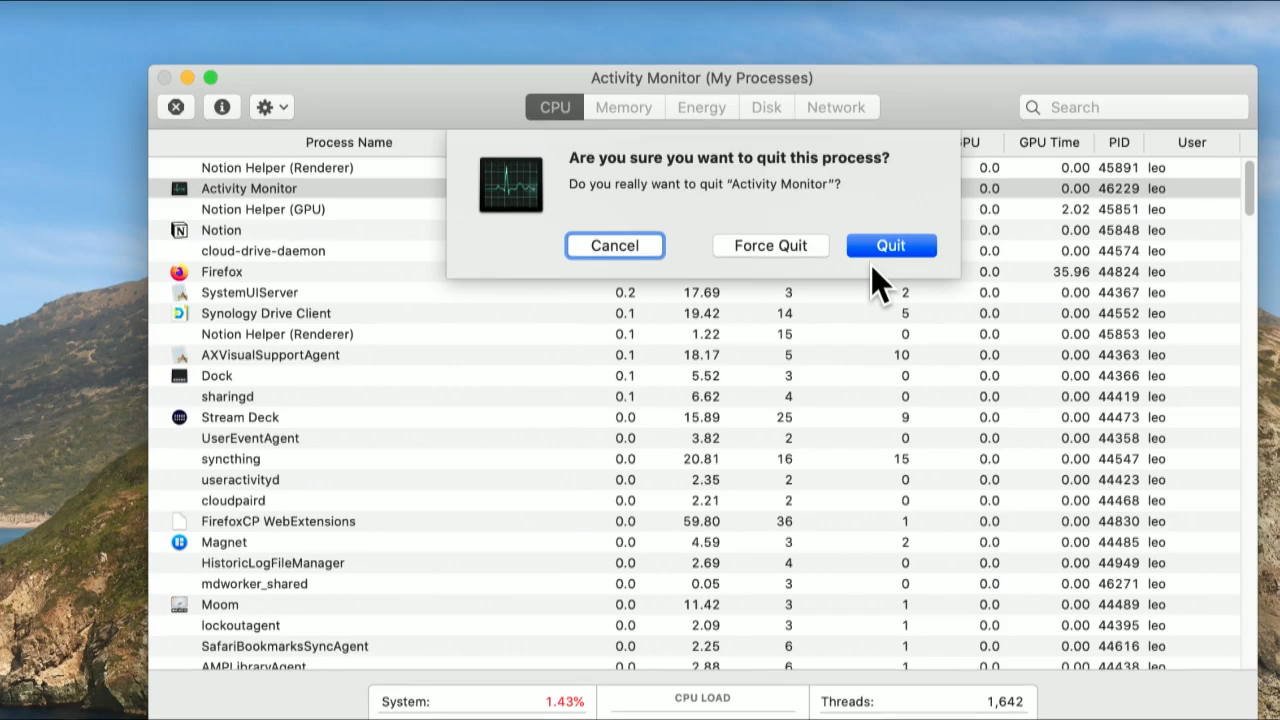 Activity Monitor (My Processes)
CPU Memory Energy Disk Network Search
Process Name GPU Time PID User
Are you sure you want to quit this process?
Do you really want to quit “Activity Monitor”?
Cancel Force Quit Quit
Notion Helper (Renderer) 0.0 0.00 45891 leo
Activity Monitor 0.0 0.00 46229 leo
Notion Helper (GPU) 0.0 2.02 45851 leo
Notion 0.0 0.00 45848 leo
cloud-drive-daemon 0.0 0.00 44574 leo
Firefox 0.0 35.96 44824 leo
SystemUIServer 0.2 17.69 3 2 0.0 0.00 44367 leo
Synology Drive Client 0.1 19.42 14 5 0.0 0.00 44552 leo
Notion Helper (Renderer) 0.1 1.22 15 0 0.0 0.00 45853 leo
AXVisualSupportAgent 0.1 18.17 5 10 0.0 0.00 44363 leo
Dock 0.1 5.52 3 0 0.0 0.00 44366 leo
sharingd 0.1 6.62 4 0 0.0 0.00 44419 leo
Stream Deck 0.0 15.89 25 9 0.0 0.00 44473 leo
UserEventAgent 0.0 3.82 2 0 0.0 0.00 44358 leo
syncthing 0.0 20.81 16 15 0.0 0.00 44547 leo
useractivityd 0.0 2.35 2 0 0.0 0.00 44423 leo
cloudpaird 0.0 2.21 2 0 0.0 0.00 44468 leo
FirefoxCP WebExtensions 0.0 59.80 36 1 0.0 0.00 44830 leo
Magnet 0.0 4.59 3 2 0.0 0.00 44485 leo
HistoricLogFileManager 0.0 2.69 4 0 0.0 0.00 44949 leo
mdworker_shared 0.0 0.05 3 0 0.0 0.00 46271 leo
Moom 0.0 11.42 3 1 0.0 0.00 44489 leo
lockoutagent 0.0 2.09 3 1 0.0 0.00 44395 leo
SafariBookmarksSyncAgent 0.0 2.25 6 1 0.0 0.00 44616 leo
AMPLibraryAgent 0.0 2.88 6 1 0.0 0.00 44438 leo
System: 1.43% CPU LOAD Threads: 1,642